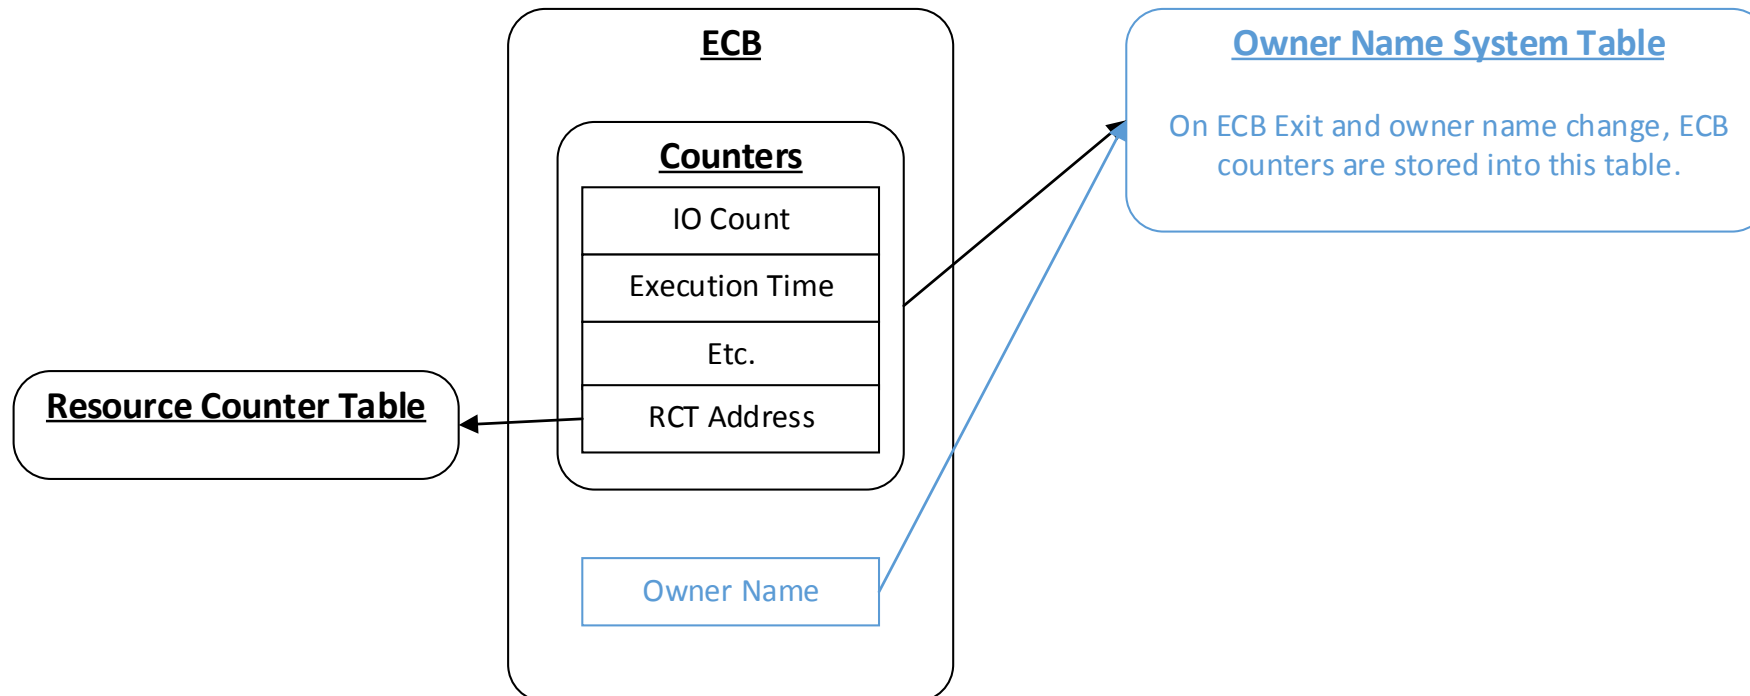 ECB
Counters
IO Count
Execution Time
Etc.
RCT Address
Owner Name
Resource Counter Table
Owner Name System Table
On ECB Exit and owner name change, ECB
counters are stored into this table.